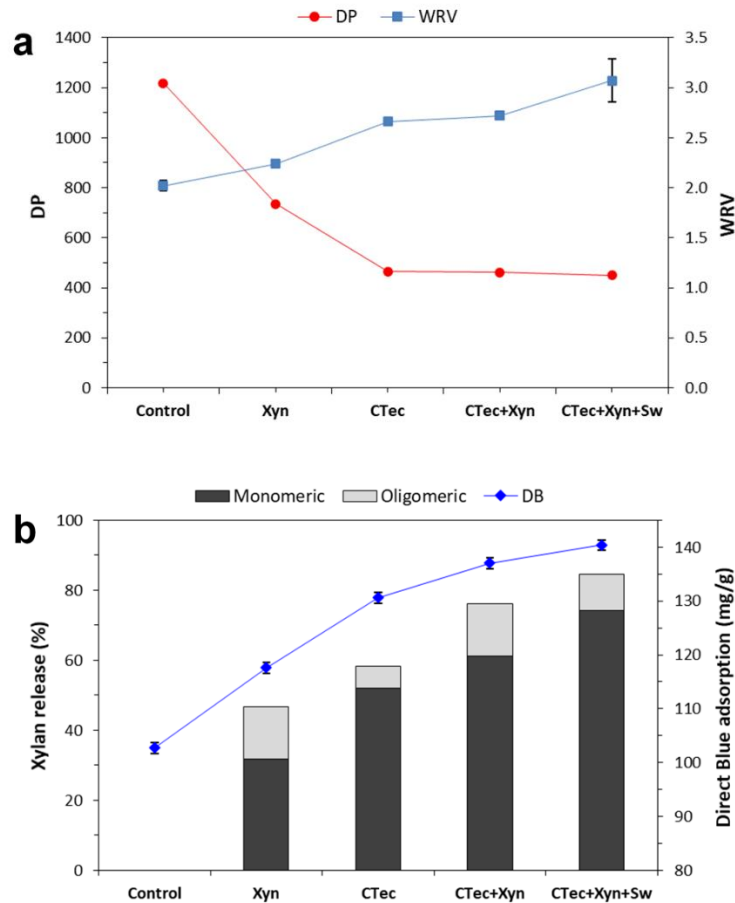 DP WRV
a
1400 3.5
1200 3.0
1000 2.5
800 2.0
600 1.5
400 1.0
200 0.5
0 0.0
DP
WRV
Control Xyn CTec CTec+Xyn CTec+Xyn+Sw
Monomeric Oligomeric DB
b
100
80
60
40
20
0
140
130
120
110
100
90
80
Xylan release (%)
Direct Blue adsorption (mg/g)
Control Xyn CTec CTec+Xyn CTec+Xyn+Sw